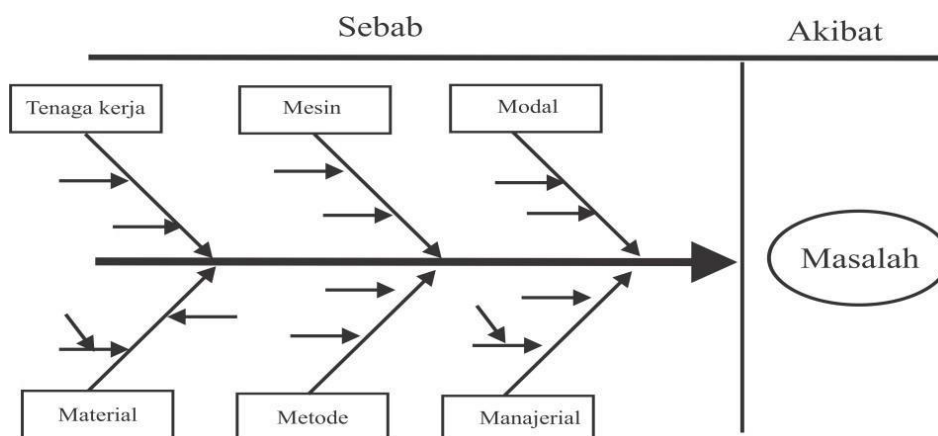 Sebab
Akibat
Tenaga kerja
Mesin
Modal
Masalah
Material
Metode
Manajerial